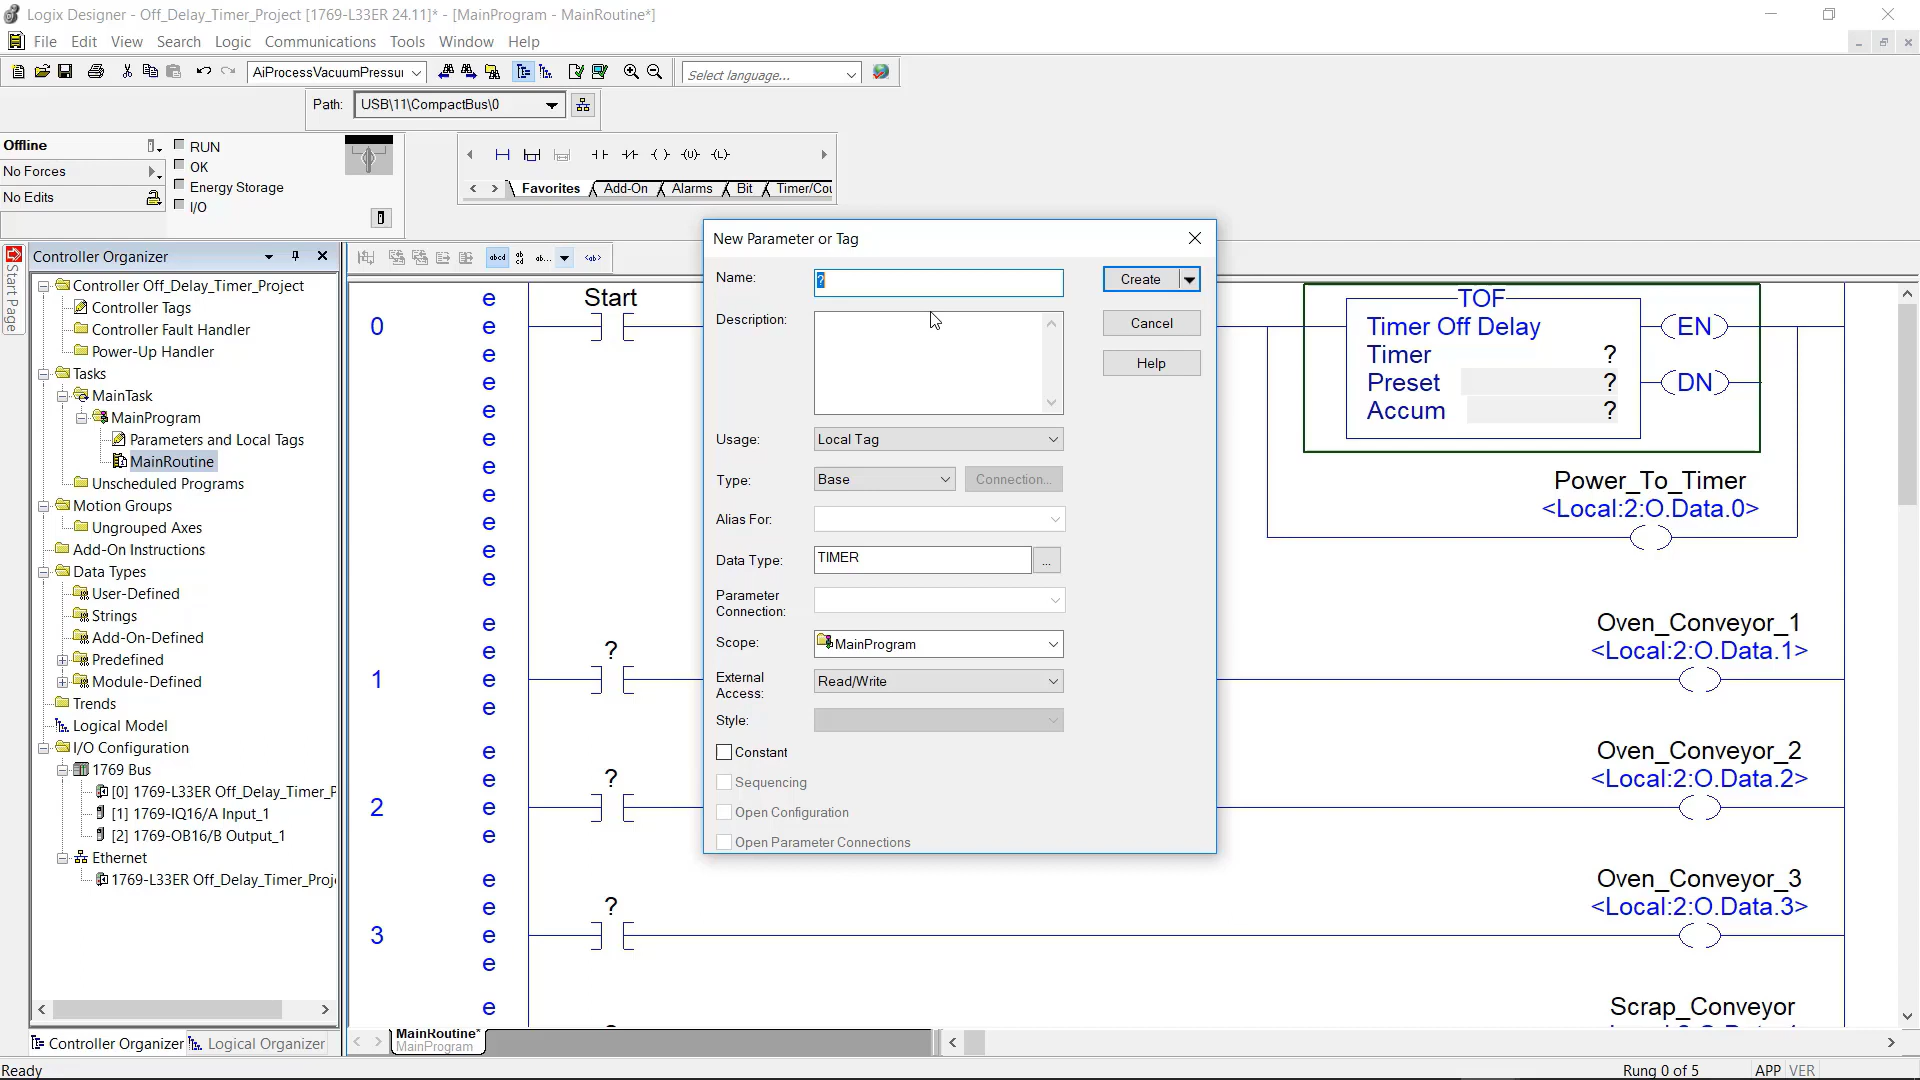 Logix Designer - Off_Delay_Timer_Project [1769-L33ER 24.11]* - [MainProgram - MainRoutine*]
File Edit View Search Logic Communications Tools Window Help
AiProcessVacuumPressur
Select language...
Path: USB\11\CompactBus\0
Offline
RUN
No Forces
OK
No Edits
Energy Storage
I/O
Favorites Add-On Alarms Bit Timer/Cou
Start Page
Controller Organizer
Controller Off_Delay_Timer_Project
Controller Tags
Controller Fault Handler
Power-Up Handler
Tasks
MainTask
MainProgram
Parameters and Local Tags
MainRoutine
Unscheduled Programs
Motion Groups
Ungrouped Axes
Add-On Instructions
Data Types
User-Defined
Strings
Add-On-Defined
Predefined
Module-Defined
Trends
Logical Model
I/O Configuration
1769 Bus
[0] 1769-L33ER Off_Delay_Timer_P
[1] 1769-IQ16/A Input_1
[2] 1769-OB16/B Output_1
Ethernet
1769-L33ER Off_Delay_Timer_Proj
Controller Organizer Logical Organizer
abcd ab cd ab... <ab>
0
e
e
e
e
e
e
e
e
e
e
e
Start
TOF
Timer Off Delay
Timer ?
Preset ?
Accum ?
EN
DN
Power_To_Timer
<Local:2:O.Data.0>
1
e
e
e
e
?
Oven_Conveyor_1
<Local:2:O.Data.1>
2
e
e
e
e
?
Oven_Conveyor_2
<Local:2:O.Data.2>
3
e
e
e
e
?
Oven_Conveyor_3
<Local:2:O.Data.3>
e
Scrap_Conveyor
New Parameter or Tag
Name: ?
Create
Description:
Cancel
Help
Usage: Local Tag
Type: Base
Connection...
Alias For:
Data Type: TIMER
...
Parameter
Connection:
Scope: MainProgram
External
Access: Read/Write
Style:
Constant
Sequencing
Open Configuration
Open Parameter Connections
MainRoutine*
MainProgram
Ready
Rung 0 of 5
APP VER